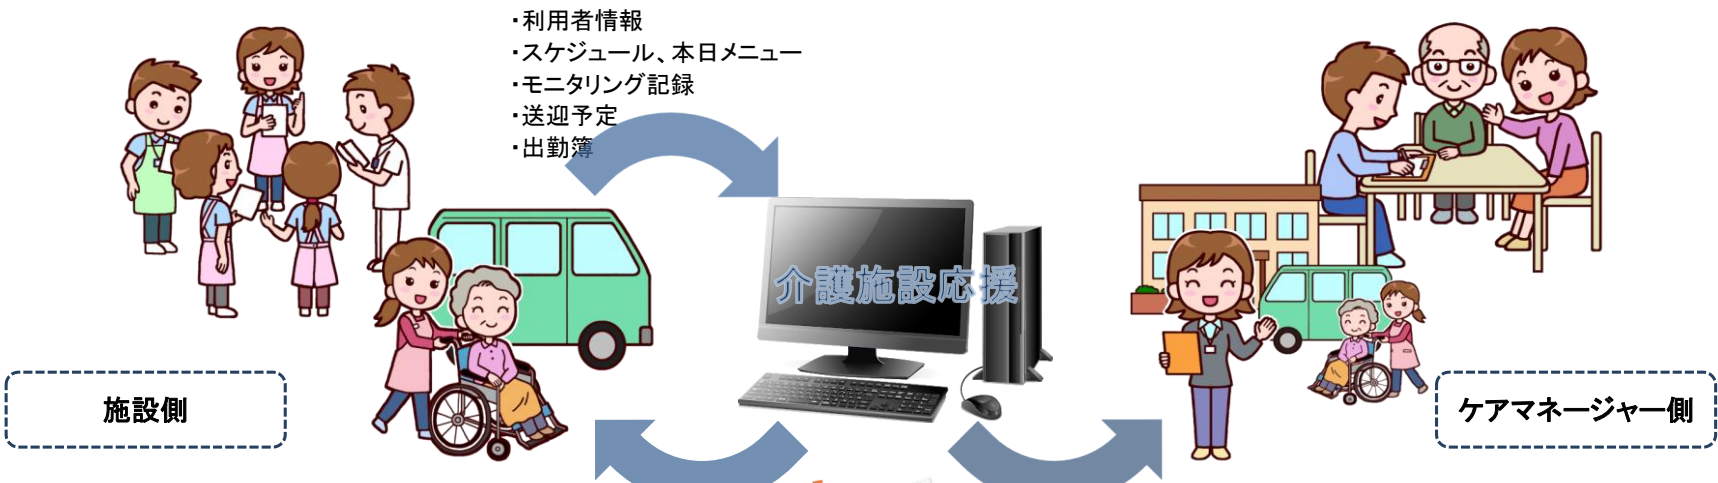 ・利用者情報
・スケジュール、本日メニュー
・モニタリング記録
・送迎予定
・出勤簿
介護施設応援
施設側
ケアマネージャー側